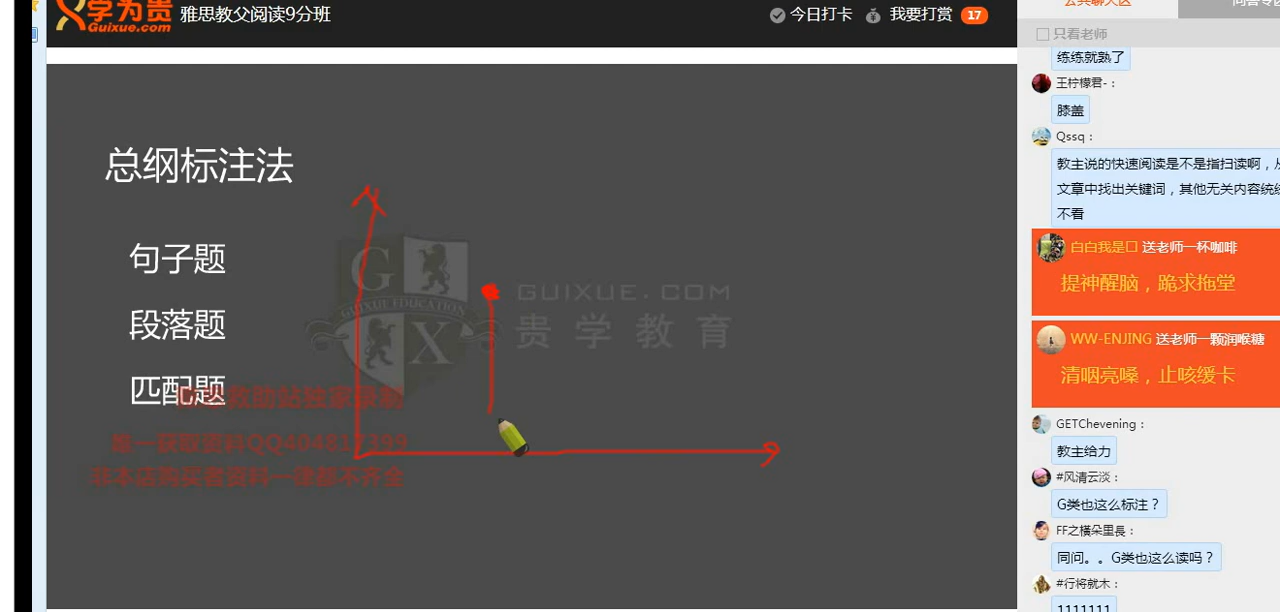 学为贵
Guixue.com
雅思教父阅读9分班
今日打卡
我要打赏
17
总纲标注法
句子题
段落题
匹配题
GUIXUE.COM
贵学教育
G
GUIXUE EDUCATION
X
唯一获取资料QQ404817399
非本店购买者资料一律都不齐全
只看老师
练练就熟了
王柠檬君-：
膝盖
Qssq：
教主说的快速阅读是不是指扫读啊，
文章中找出关键词，其他无关内容统
不看
白白我是□ 送老师一杯咖啡
提神醒脑，跪求拖堂
WW-ENJING 送老师一颗润喉糖
清咽亮嗓，止咳缓卡
GETChevening：
教主给力
#风清云淡：
G类也这么标注？
FF之橫朵里長：
同问。。G类也这么读吗？
#行将就木：
1111111